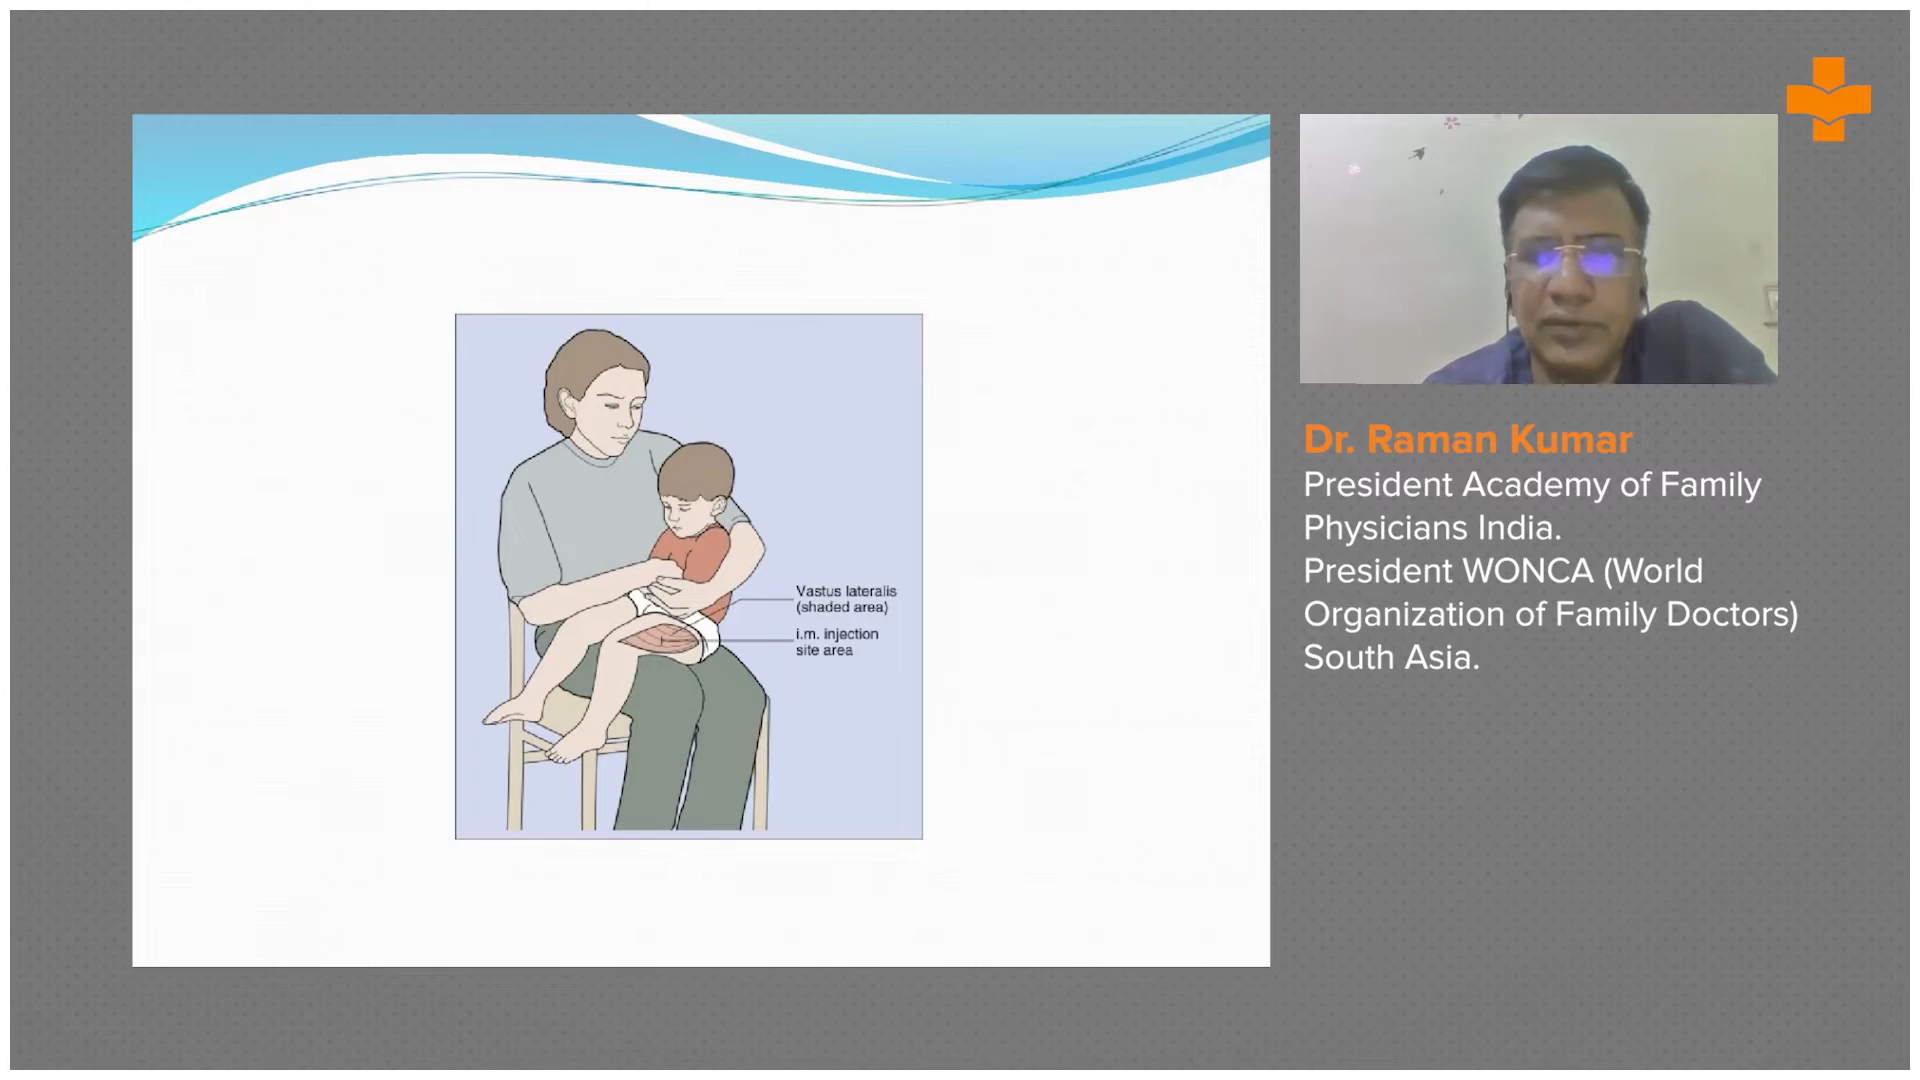 Vastus lateralis
(shaded area)
i.m. injection
site area
Dr. Raman Kumar
President Academy of Family
Physicians India.
President WONCA (World
Organization of Family Doctors)
South Asia.